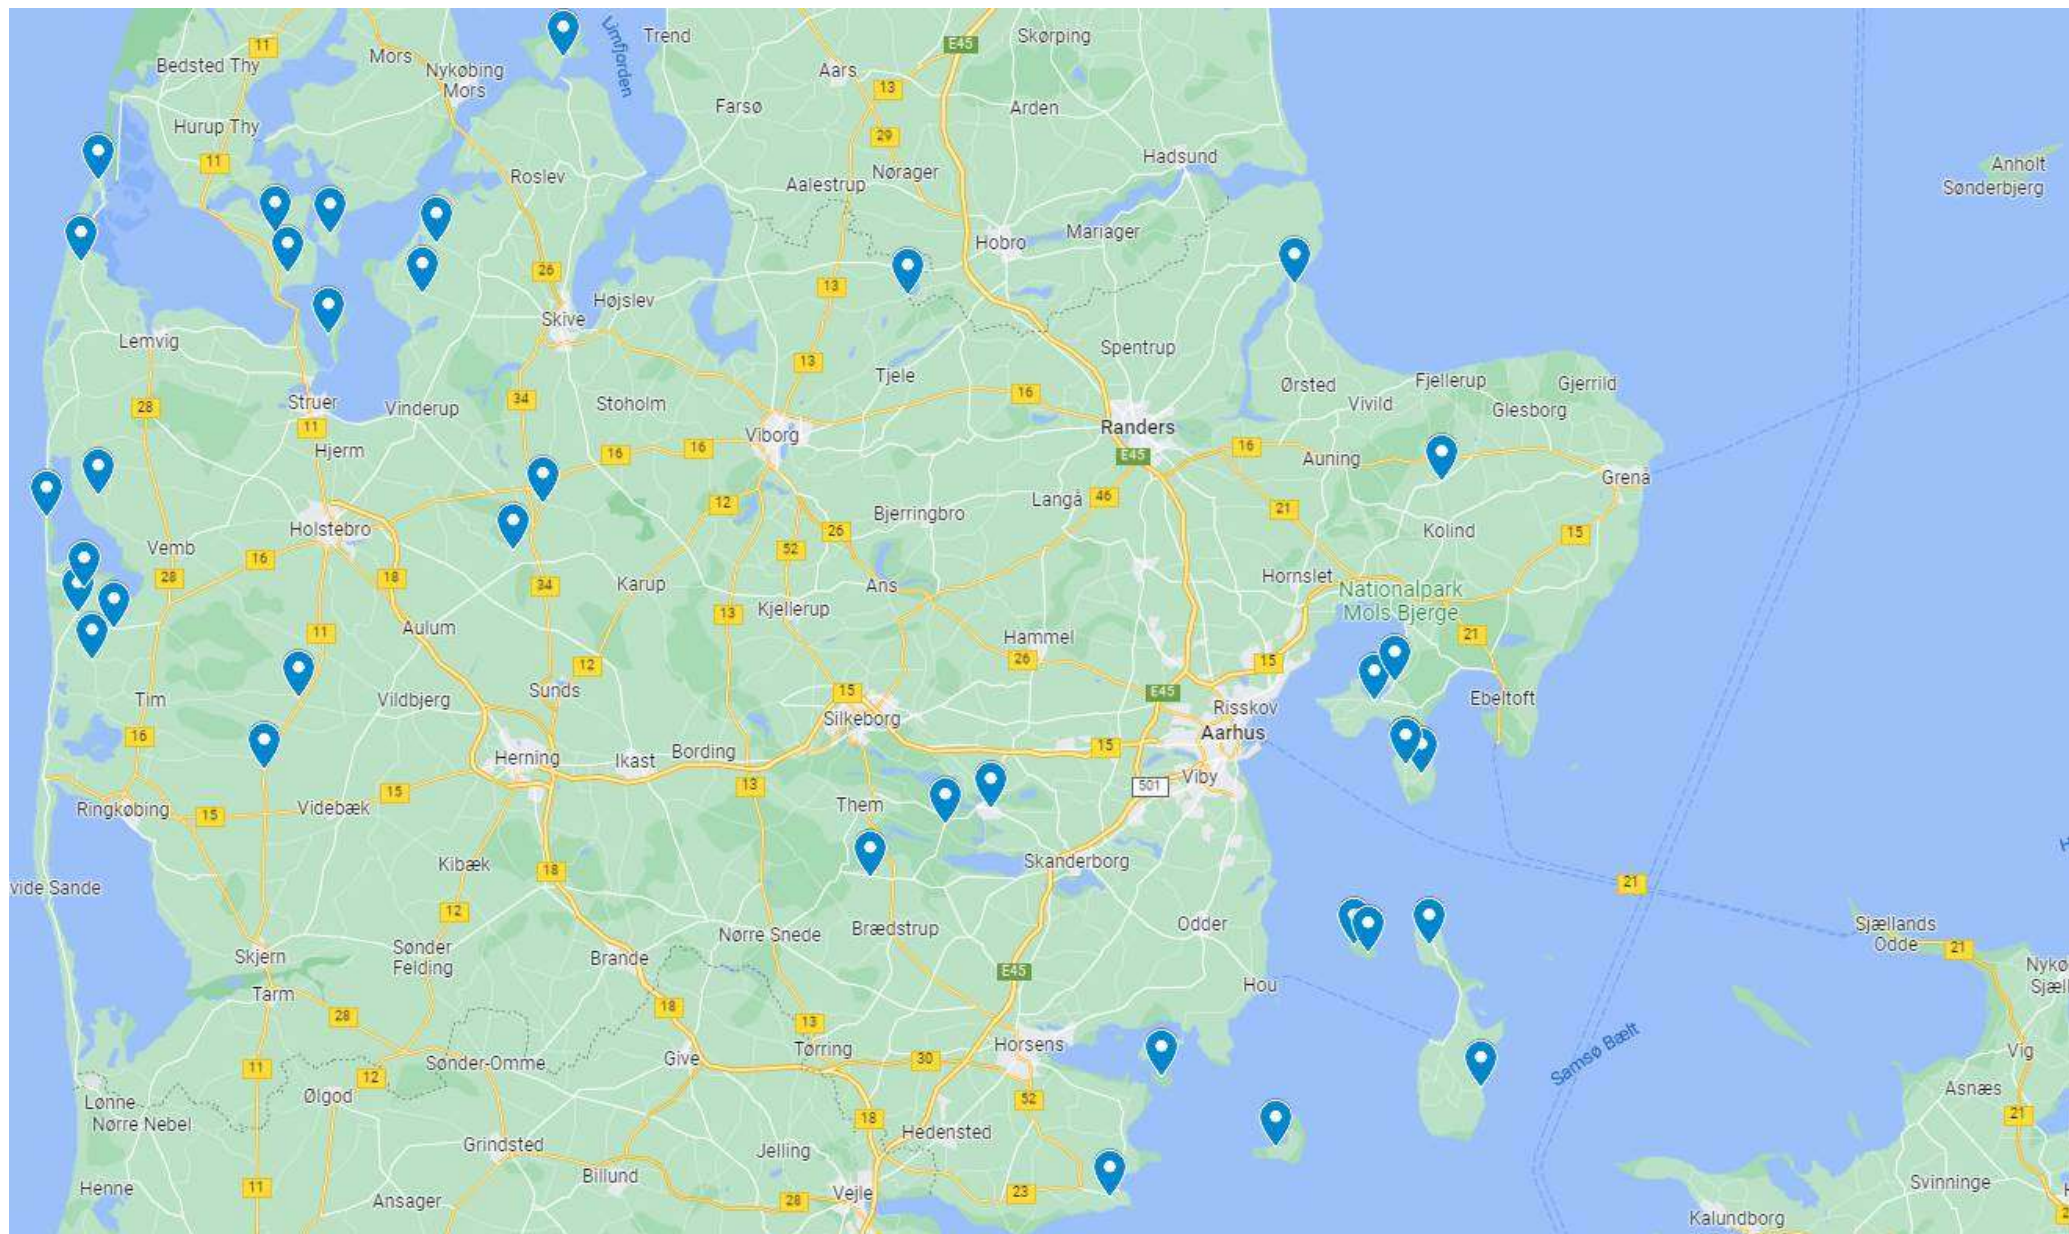 Limfjorden
Trend
Skørping
E45
11
Bedsted Thy
Mors
Nykøbing
Mors
Aars
13
Farsø
Arden
Hurup Thy
29
11
Hadsund
Anholt
Sønderbjerg
Roslev
Aalestrup
Nørager
Mariager
Hobro
26
13
Højslev
Skive
Lemvig
Spentrup
13
Tjele
Ørsted
Fjellerup
Gjerrild
16
Struer
Vinderup
34
Stoholm
Vivild
Glesborg
28
11
Viborg
Randers
Hjerm
16
16
E45
16
Auning
Grenå
12
Langå
46
21
Holstebro
Bjerringbro
Kolind
26
15
Vemb
16
52
28
18
34
Karup
Ans
Hornslet
Nationalpark
Mols Bjerge
13
Kjellerup
11
Aulum
Hammel
21
12
26
15
Tim
Vildbjerg
Sunds
15
E45
Ebeltoft
Silkeborg
Risskov
16
Aarhus
Herning
Ikast
Bording
15
13
501
Viby
15
Ringkøbing
15
Videbæk
Them
Kibæk
18
Skanderborg
vide Sande
21
12
Odder
Sjællands
Odde
Nørre Snede
Brædstrup
21
Skjern
Sønder
Felding
Brande
E45
Nykø
Sjæll
Hou
Tarm
18
28
13
Samsø Bælt
Horsens
Tørring
Give
30
Sønder-Omme
Vig
11
12
Lønne
Ølgod
52
Asnæs
Nørre Nebel
18
Hedensted
21
Grindsted
Jelling
Billund
Henne
11
Ansager
28
Vejle
23
Svinninge
Kalundborg